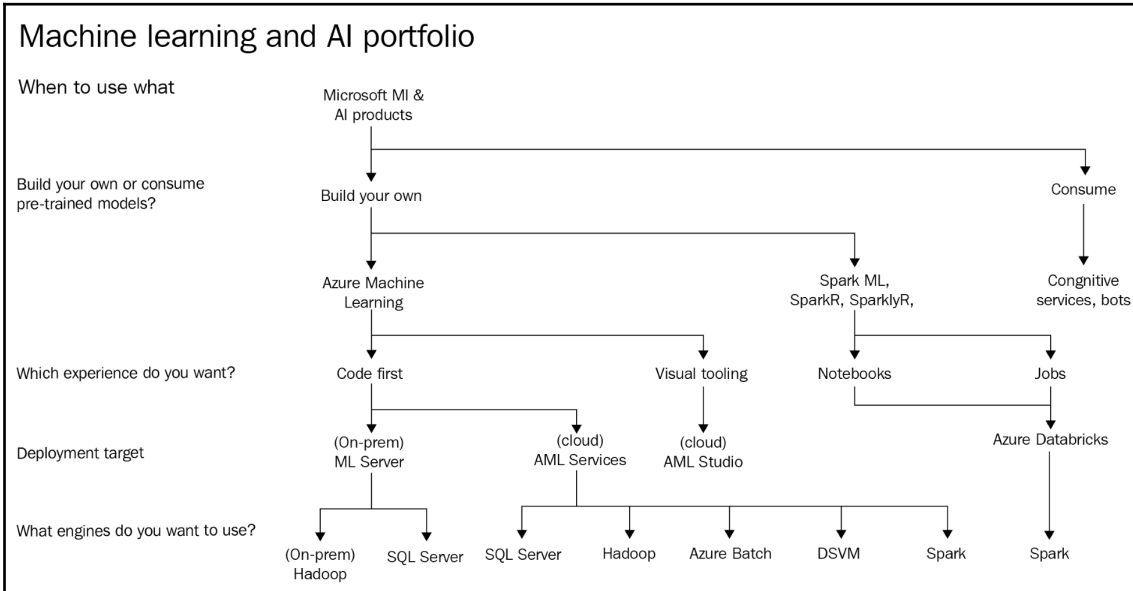 Machine learning and AI portfolio
When to use what
Microsoft MI &
AI products
Build your own or consume
pre-trained models?
Build your own
Consume
Azure Machine
Learning
Spark ML,
SparkR, SparklyR,
Congnitive
services, bots
Which experience do you want?
Code first
Visual tooling
Notebooks
Jobs
Deployment target
(On-prem)
ML Server
(cloud)
AML Services
(cloud)
AML Studio
Azure Databricks
What engines do you want to use?
(On-prem)
Hadoop
SQL Server
SQL Server
Hadoop
Azure Batch
DSVM
Spark
Spark